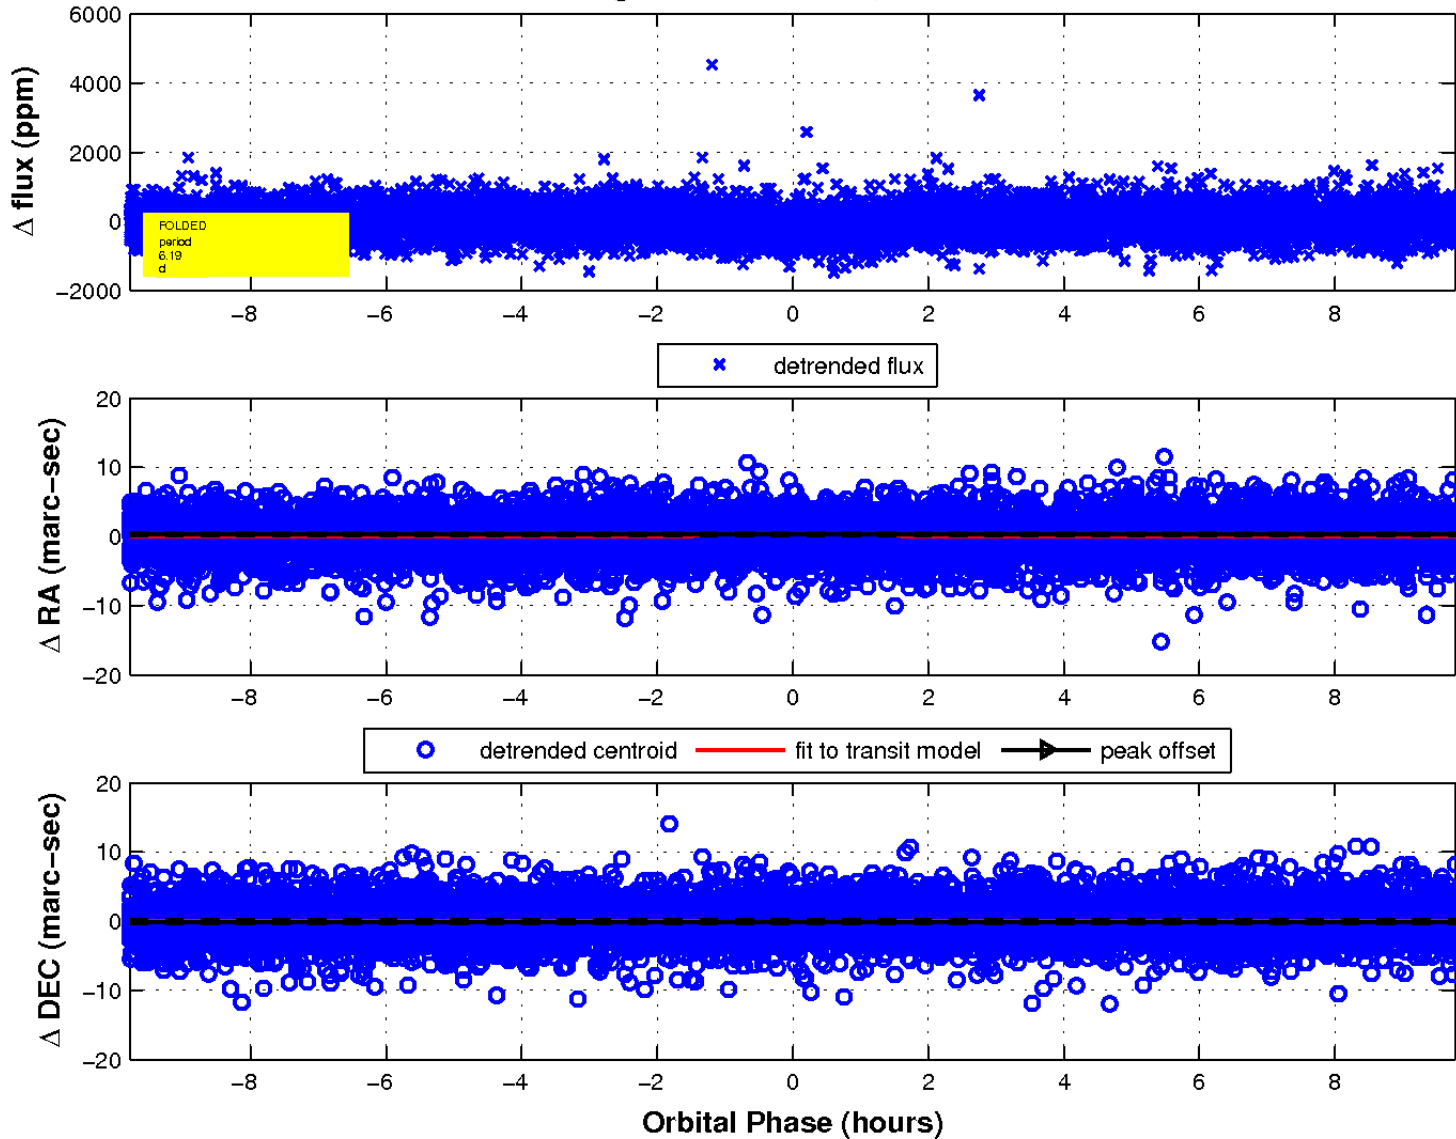 6000
4000
2000
0
−2000
Δ flux (ppm)
FOLDED
period
6.19
d
−8 −6 −4 −2 0 2 4 6 8
detrended flux
20
10
0
−10
−20
Δ RA (marc−sec)
−8 −6 −4 −2 0 2 4 6 8
detrended centroid fit to transit model peak offset
20
10
0
−10
−20
Δ DEC (marc−sec)
−8 −6 −4 −2 0 2 4 6 8
Orbital Phase (hours)